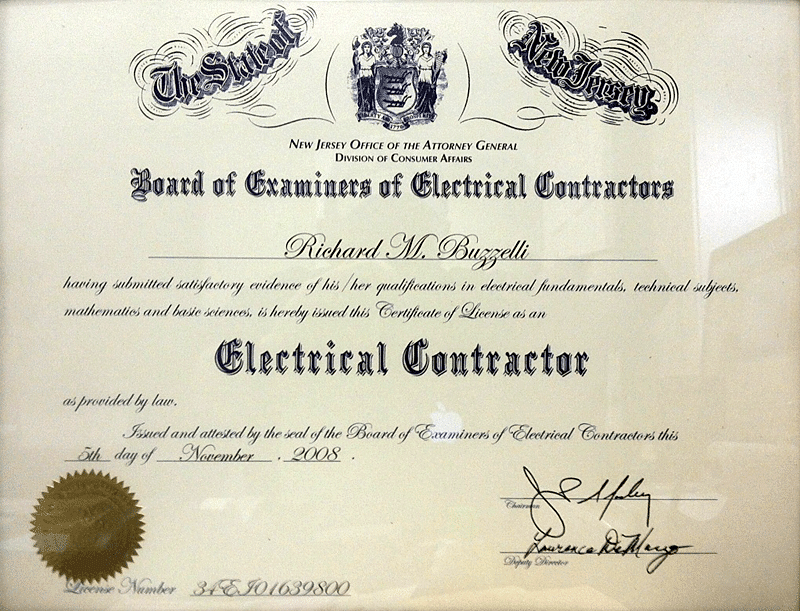 The State of New Jersey
New Jersey Office of the Attorney General
Division of Consumer Affairs
Board of Examiners of Electrical Contractors
Richard M. Buzzelli
having submitted satisfactory evidence of his/her qualifications in electrical fundamentals, technical subjects,
mathematics and basic sciences, is hereby issued this Certificate of License as an
Electrical Contractor
as provided by law.
Issued and attested by the seal of the Board of Examiners of Electrical Contractors this
5th day of November, 2008.
Chairman
Lawrence DeMarzo
Deputy Director
License Number 34EI01639800